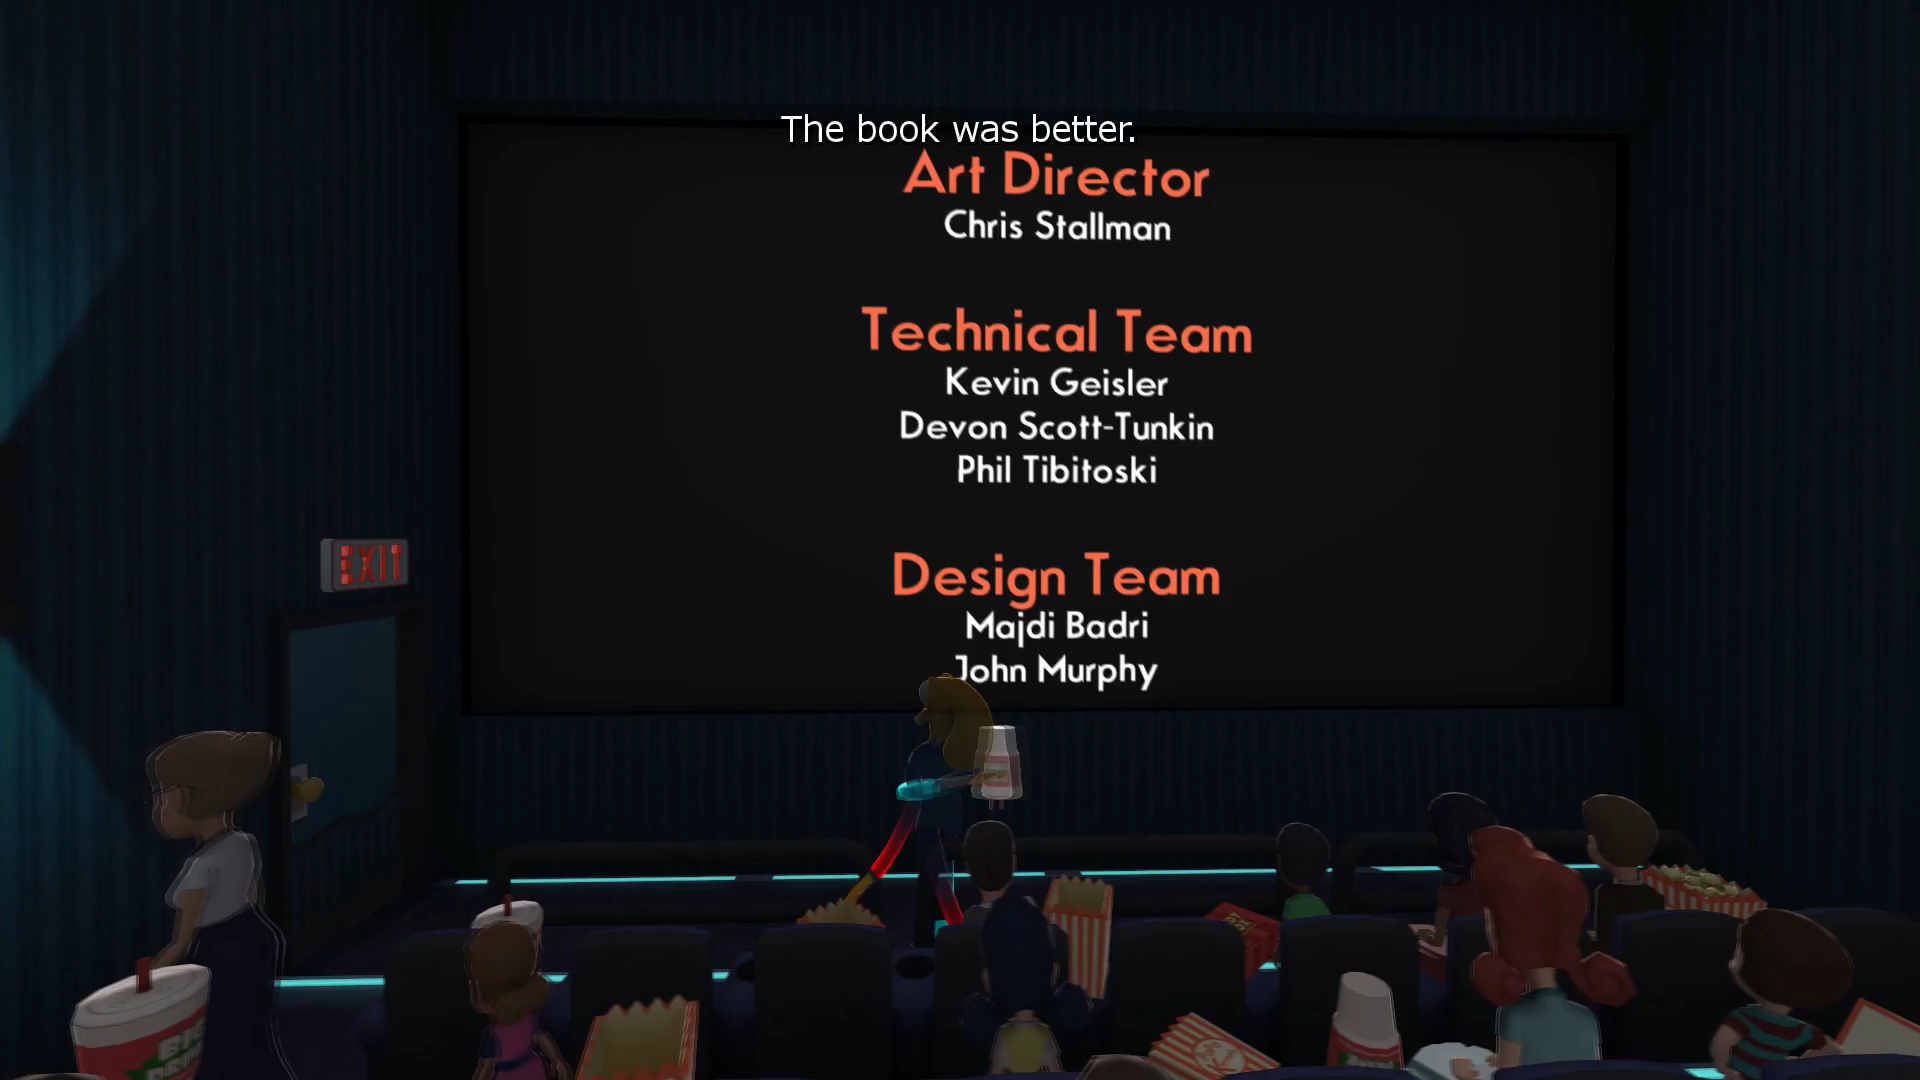 The book was better.
Art Director
Chris Stallman
Technical Team
Kevin Geisler
Devon Scott-Tunkin
Phil Tibitoski
Design Team
Majdi Badri
John Murphy
EXIT